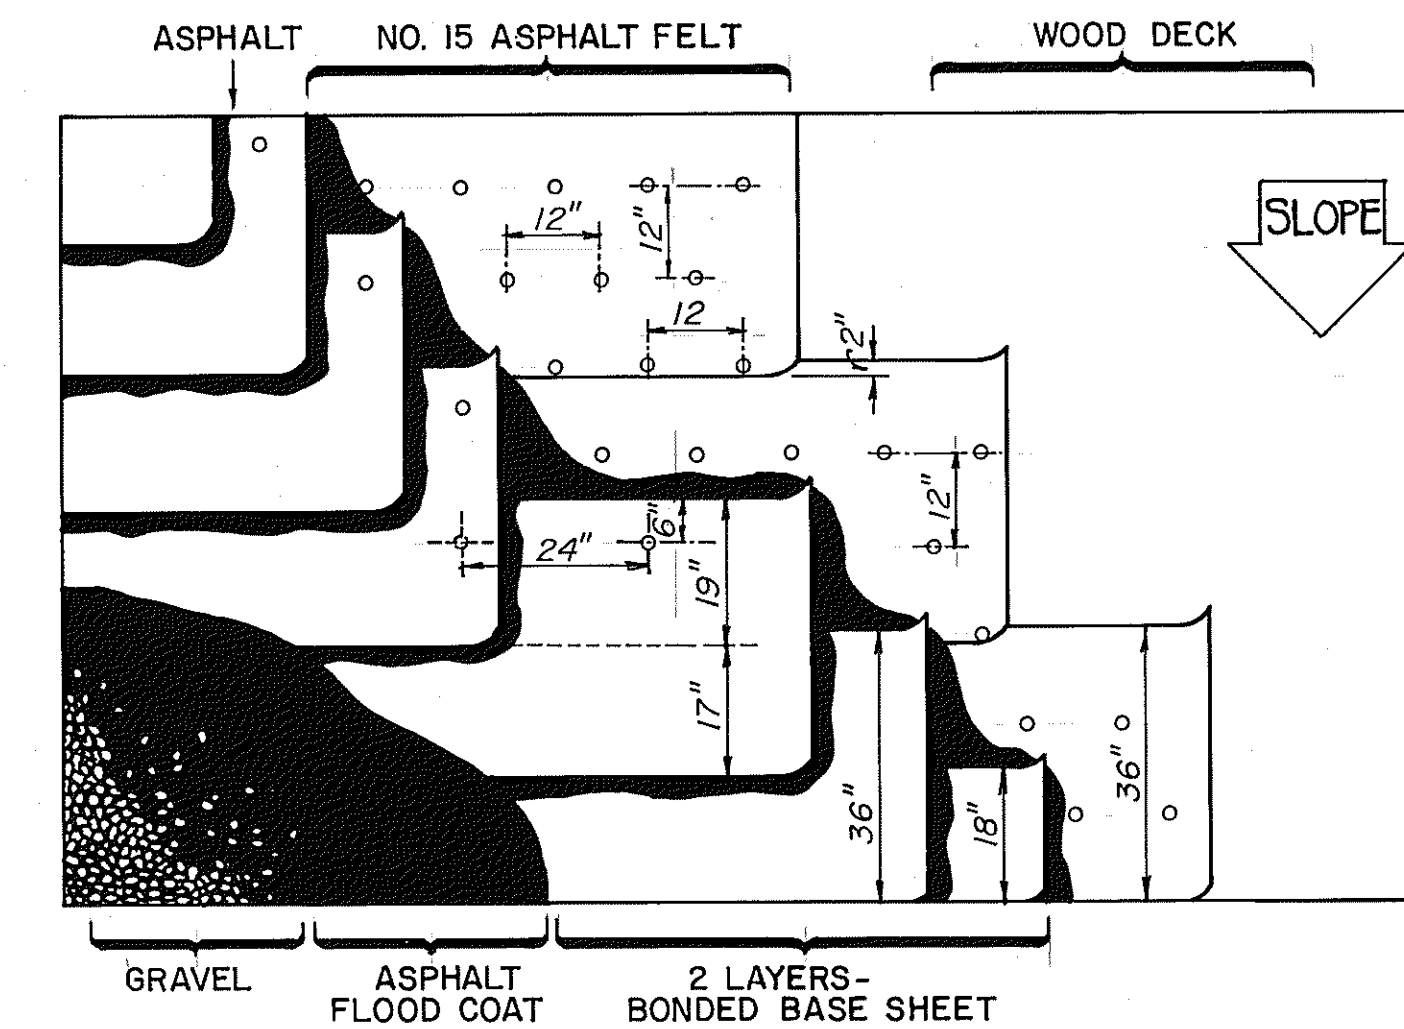 ASPHALT
NO. 15 ASPHALT FELT
WOOD DECK
SLOPE
12"
12"
12
2"
12"
6"
24"
19"
17"
36"
18"
36"
GRAVEL
ASPHALT
FLOOD COAT
2 LAYERS-
BONDED BASE SHEET